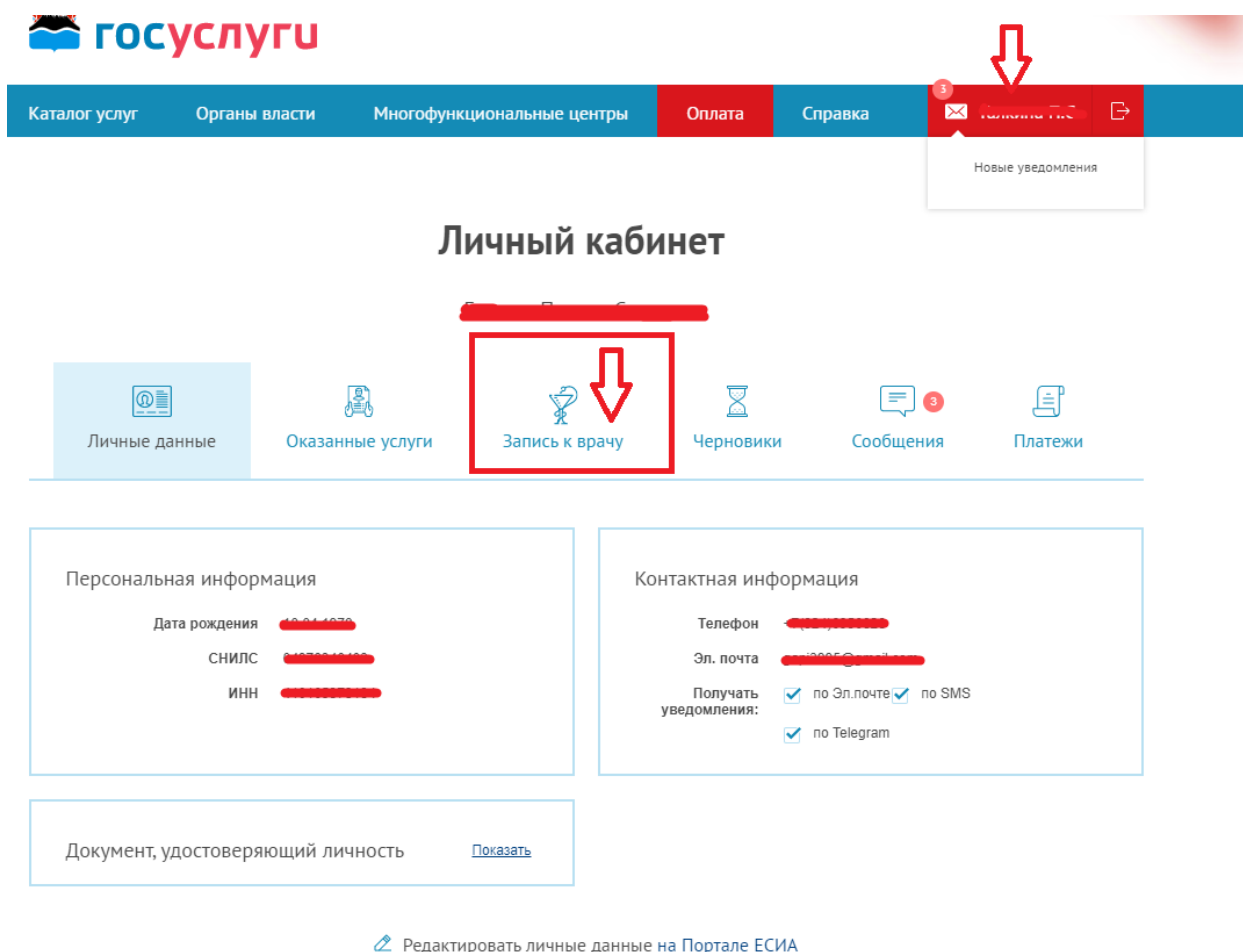 госуслуги
Каталог услуг Органы власти Многофункциональные центры Оплата Справка 3
Новые уведомления
Личный кабинет
Личные данные Оказанные услуги Запись к врачу Черновики Сообщения 3 Платежи
Персональная информация
Дата рождения
СНИЛС
ИНН
Контактная информация
Телефон
Эл. почта
Получать уведомления: по Эл.почте по SMS
по Telegram
Документ, удостоверяющий личность Показать
Редактировать личные данные на Портале ЕСИА